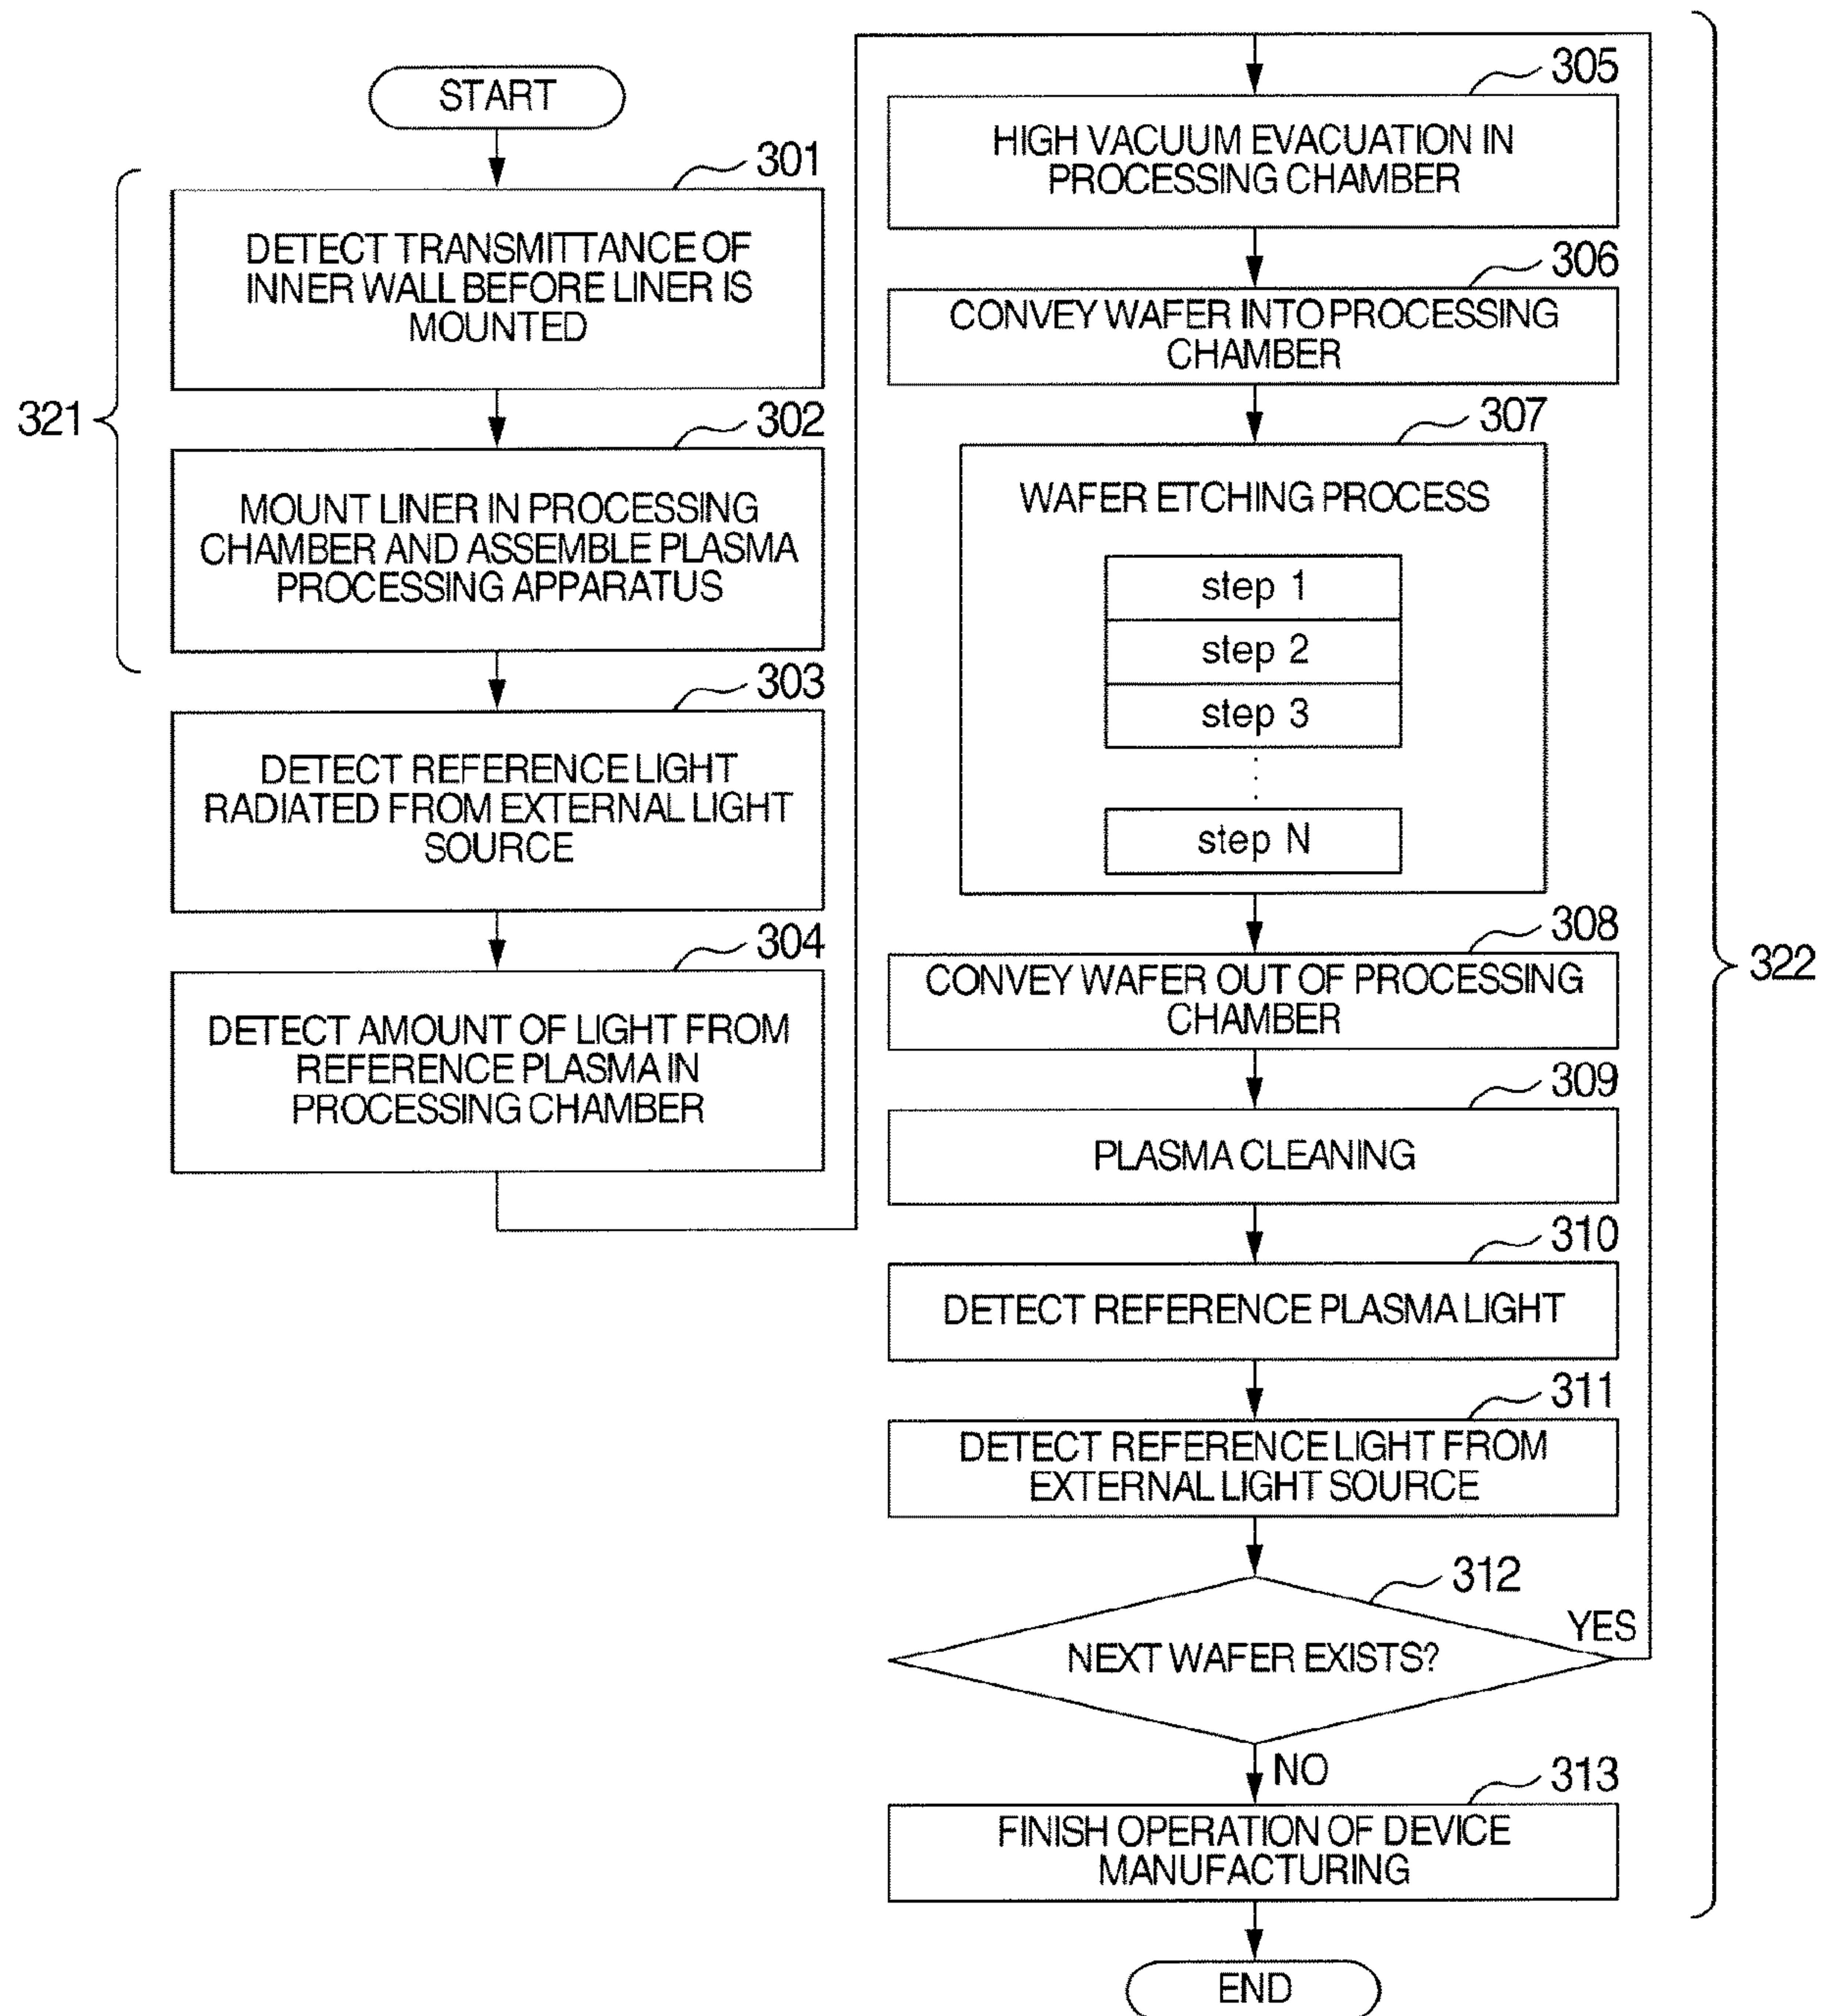 START
301
DETECT TRANSMITTANCE OF
INNER WALL BEFORE LINER IS
MOUNTED
321
302
MOUNT LINER IN PROCESSING
CHAMBER AND ASSEMBLE PLASMA
PROCESSING APPARATUS
303
DETECT REFERENCE LIGHT
RADIATED FROM EXTERNAL LIGHT
SOURCE
304
DETECT AMOUNT OF LIGHT FROM
REFERENCE PLASMA IN
PROCESSING CHAMBER
305
HIGH VACUUM EVACUATION IN
PROCESSING CHAMBER
306
CONVEY WAFER INTO PROCESSING
CHAMBER
307
WAFER ETCHING PROCESS
step 1
step 2
step 3
step N
308
CONVEY WAFER OUT OF PROCESSING
CHAMBER
322
309
PLASMA CLEANING
310
DETECT REFERENCE PLASMA LIGHT
311
DETECT REFERENCE LIGHT FROM
EXTERNAL LIGHT SOURCE
312
NEXT WAFER EXISTS?
YES
NO
313
FINISH OPERATION OF DEVICE
MANUFACTURING
END